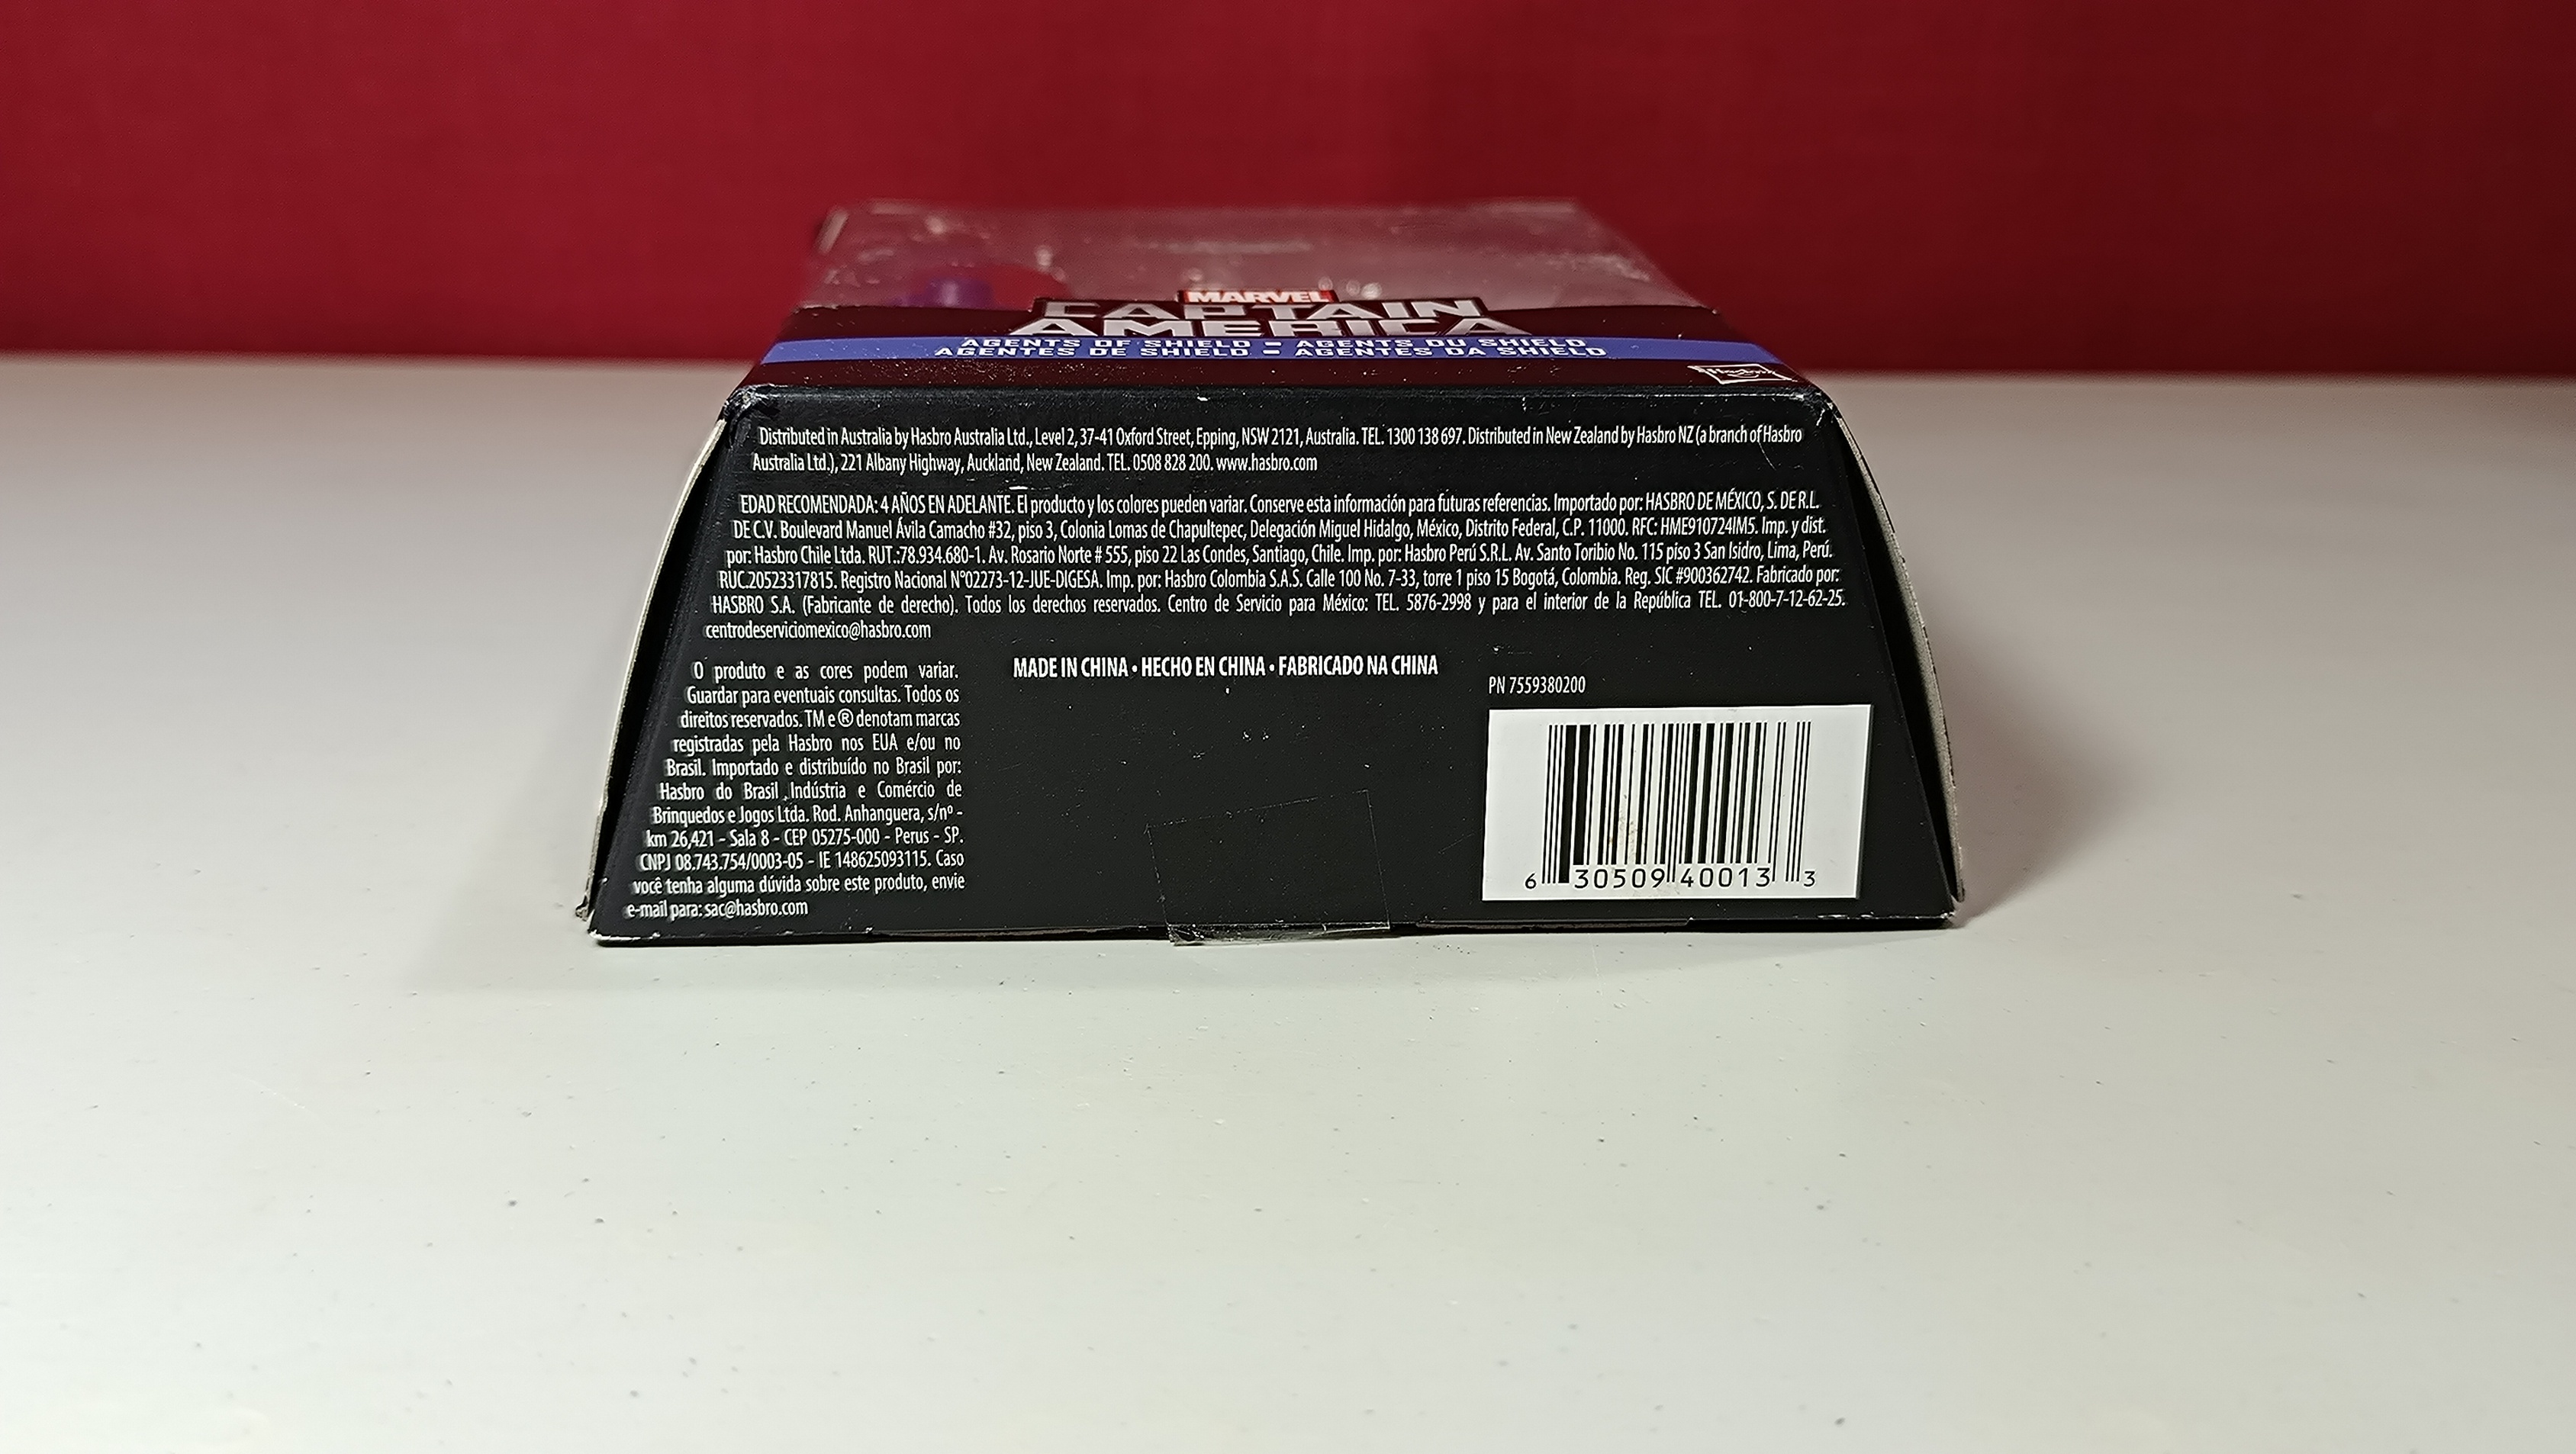 MARVEL
CAPTAIN
AMERICA
AGENTS OF SHIELD - AGENTS DU SHIELD
AGENTES DE SHIELD - AGENTES DA SHIELD
Hasbro
Distributed in Australia by Hasbro Australia Ltd., Level 2, 37-41 Oxford Street, Epping, NSW 2121, Australia. TEL. 1300 138 697. Distributed in New Zealand by Hasbro NZ (a branch of Hasbro
Australia Ltd.), 221 Albany Highway, Auckland, New Zealand. TEL. 0508 828 200. www.hasbro.com
EDAD RECOMENDADA: 4 AÑOS EN ADELANTE. El producto y los colores pueden variar. Conserve esta información para futuras referencias. Importado por: HASBRO DE MÉXICO, S. DE R.L.
DE C.V. Boulevard Manuel Ávila Camacho #32, piso 3, Colonia Lomas de Chapultepec, Delegación Miguel Hidalgo, México, Distrito Federal, C.P. 11000. RFC: HME910724IM5. Imp. y dist.
por: Hasbro Chile Ltda. RUT.:78.934.680-1. Av. Rosario Norte # 555, piso 22 Las Condes, Santiago, Chile. Imp. por: Hasbro Perú S.R.L. Av. Santo Toribio No. 115 piso 3 San Isidro, Lima, Perú.
RUC.20523317815. Registro Nacional N°02273-12-JUE-DIGESA. Imp. por: Hasbro Colombia S.A.S. Calle 100 No. 7-33, torre 1 piso 15 Bogotá, Colombia. Reg. SIC #900362742. Fabricado por:
HASBRO S.A. (Fabricante de derecho). Todos los derechos reservados. Centro de Servicio para México: TEL. 5876-2998 y para el interior de la República TEL. 01-800-7-12-62-25.
centrodeserviciomexico@hasbro.com
O produto e as cores podem variar.
Guardar para eventuais consultas. Todos os
direitos reservados. TM e ® denotam marcas
registradas pela Hasbro nos EUA e/ou no
Brasil. Importado e distribuído no Brasil por:
Hasbro do Brasil Indústria e Comércio de
Brinquedos e Jogos Ltda. Rod. Anhanguera, s/nº -
km 26,421 - Sala 8 - CEP 05275-000 - Perus - SP.
CNPJ 08.743.754/0003-05 - IE 148625093115. Caso
você tenha alguma dúvida sobre este produto, envie
e-mail para: sac@hasbro.com
MADE IN CHINA • HECHO EN CHINA • FABRICADO NA CHINA
PN 7559380200
6 30509 40013 3